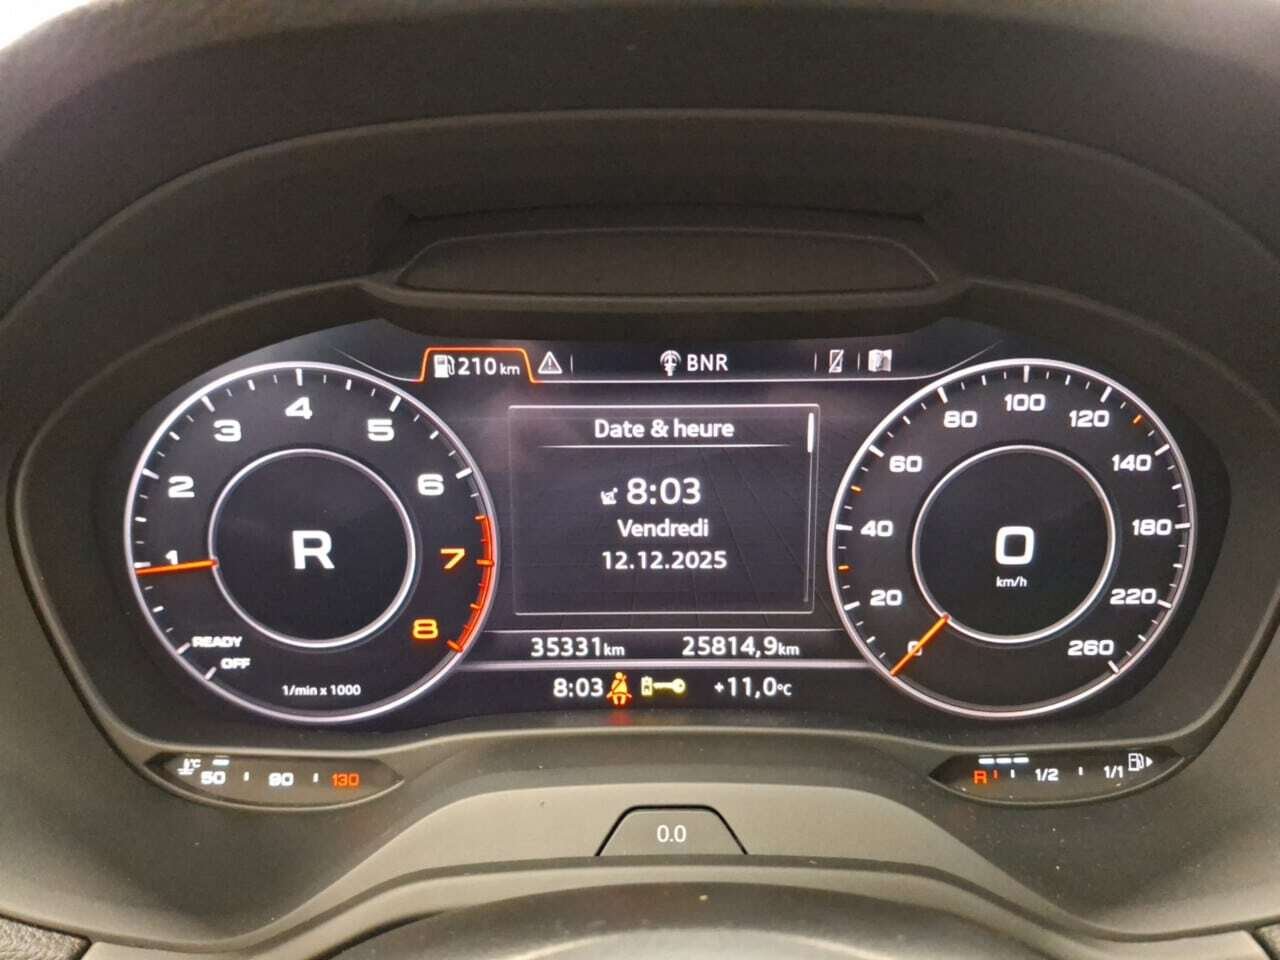 210 km
BNR
1
2
3
4
5
6
7
8
READY
OFF
1/min x 1000
R
Date & heure
8:03
Vendredi
12.12.2025
35331 km 25814,9 km
8:03 +11,0°C
0
20
40
60
80
100
120
140
180
220
260
0
km/h
°C
50 90 130
R 1/2 1/1
0.0